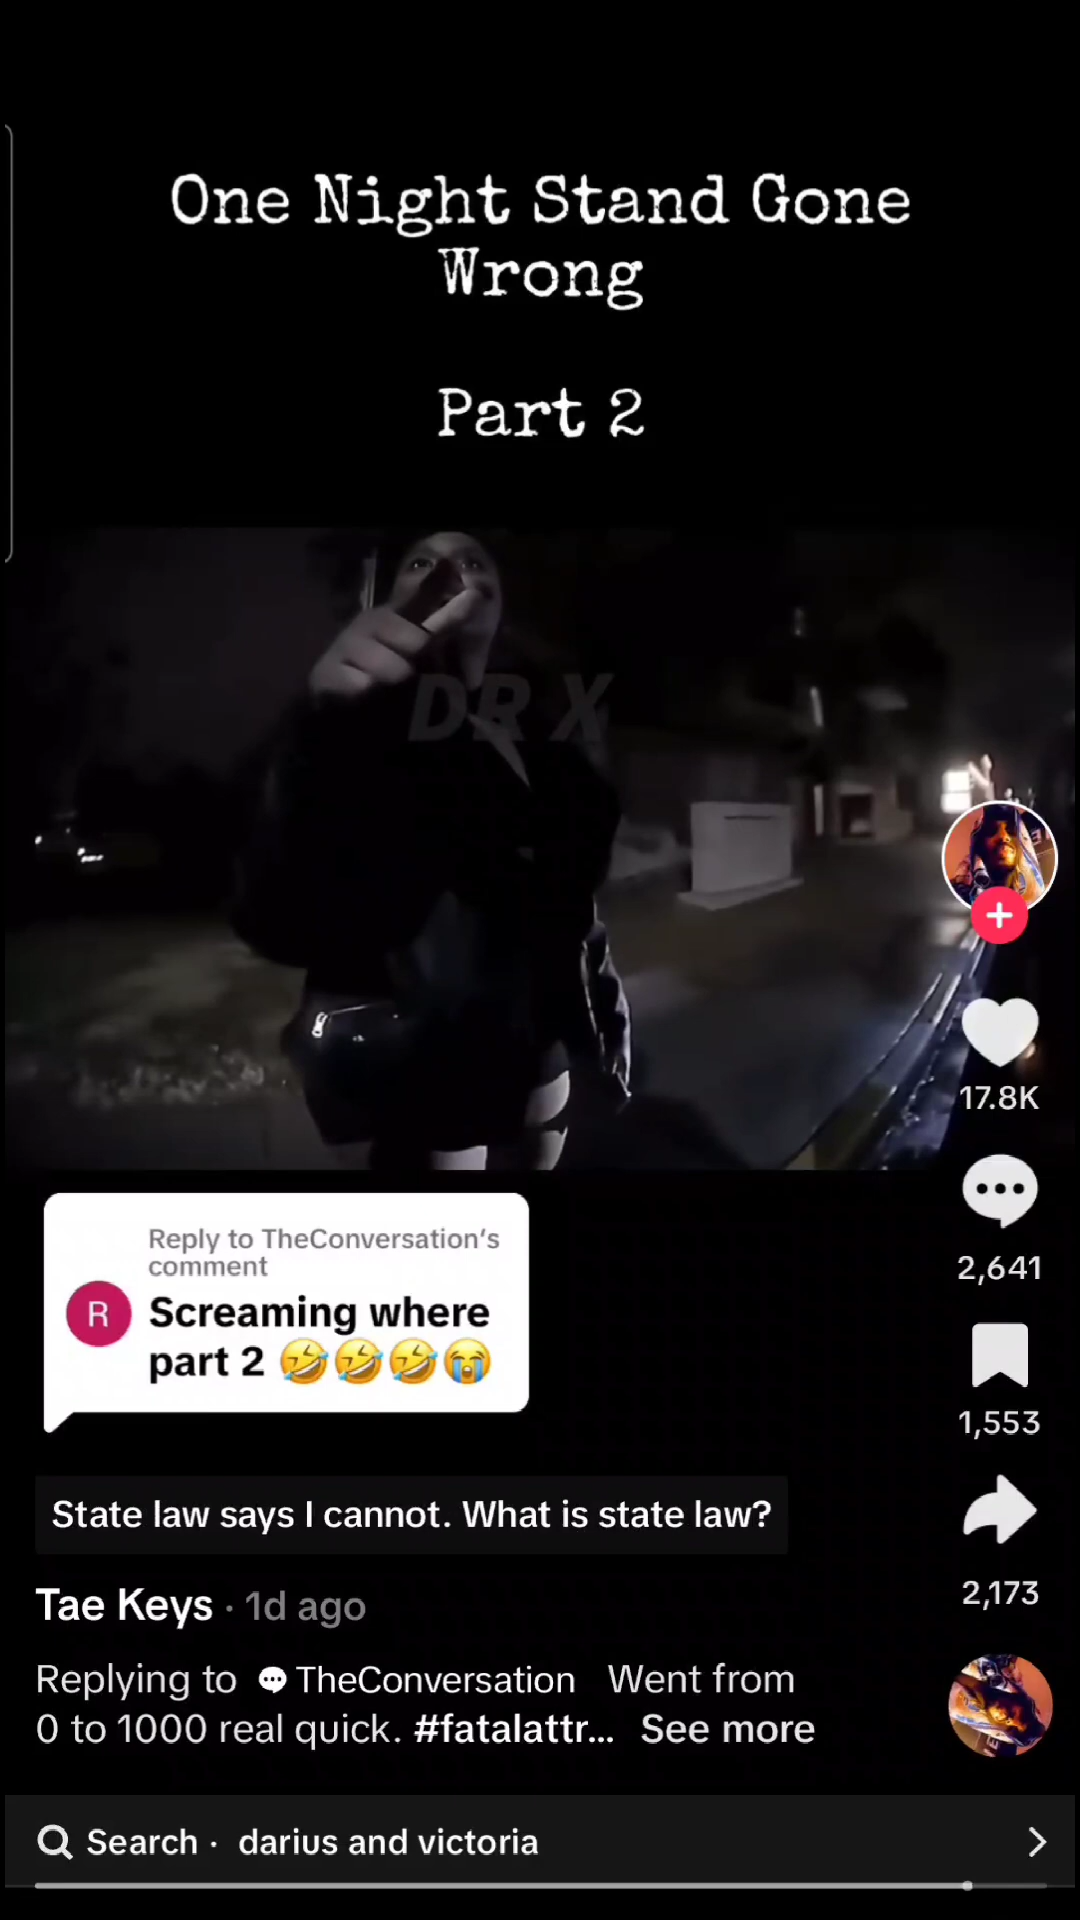 One Night Stand Gone
Wrong
Part 2
DR X
17.8K
Reply to TheConversation's
comment
R
Screaming where
part 2 🤣🤣🤣😭
2,641
1,553
State law says I cannot. What is state law?
2,173
Tae Keys · 1d ago
Replying to 💬 TheConversation Went from
0 to 1000 real quick. #fatalattr... See more
Search · darius and victoria